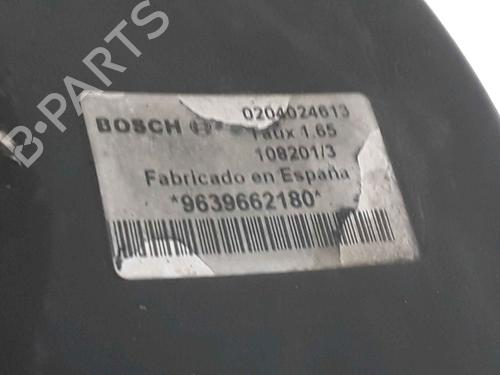 B-PARTS
BOSCH 0204024613
Taux 1.65
108201/3
Fabricado en España
*9639662180*